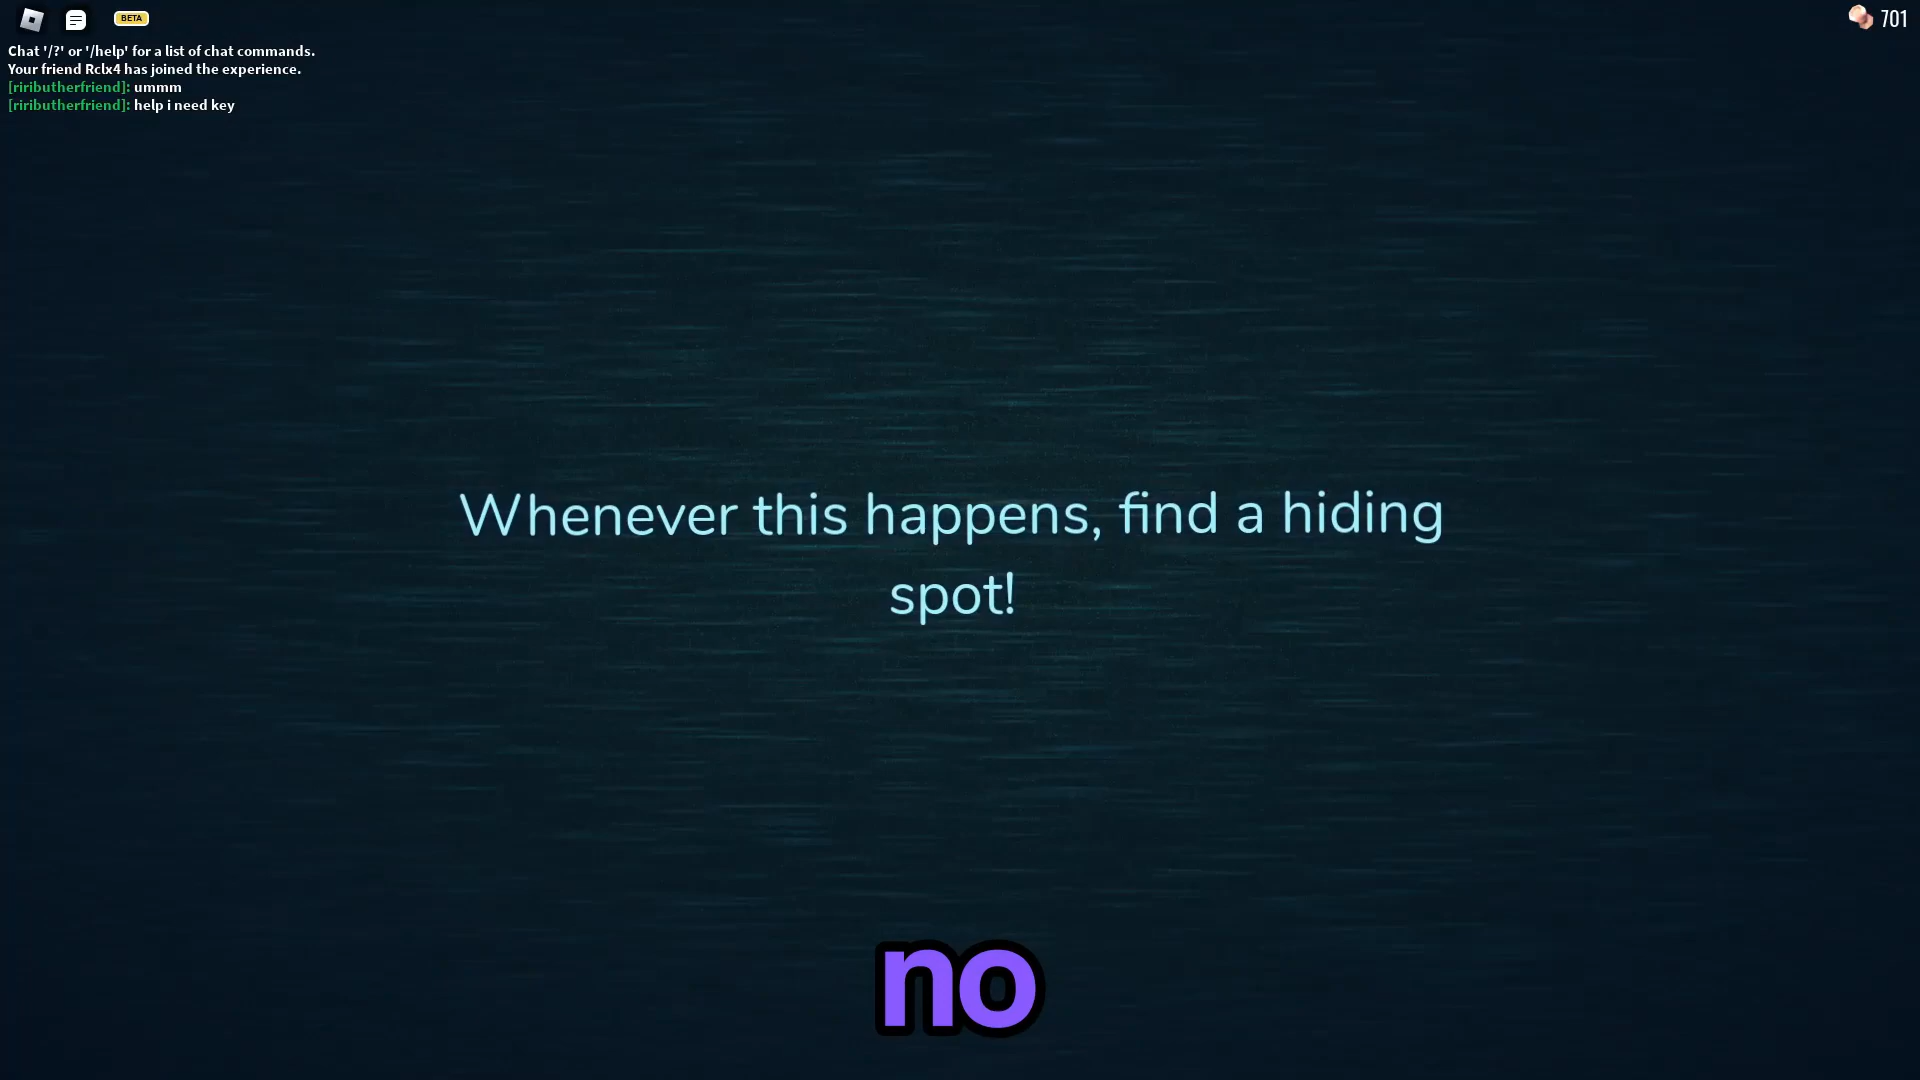 BETA
701
Chat '/?' or '/help' for a list of chat commands.
Your friend Rclx4 has joined the experience.
[riributherfriend]: ummm
[riributherfriend]: help i need key
Whenever this happens, find a hiding
spot!
no